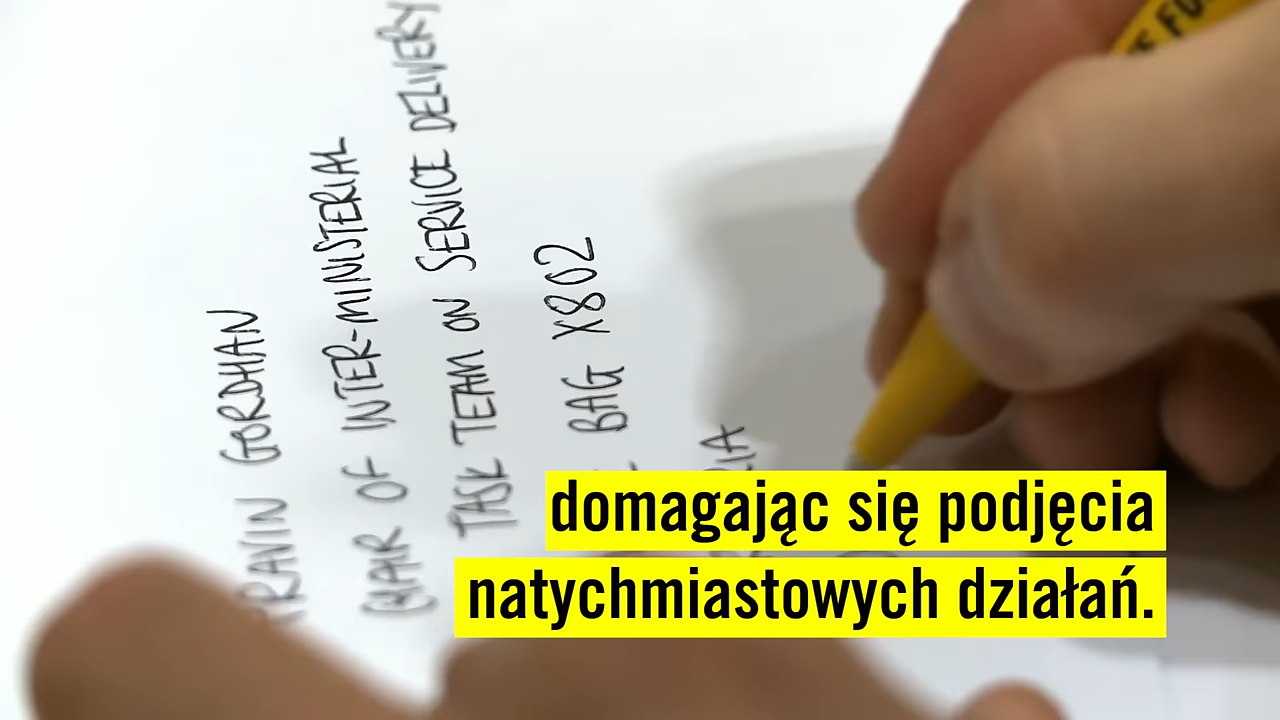 PRAVIN GORDHAN
CHAIR OF INTER-MINISTERIAL
TASK TEAM ON SERVICE DELIVERY
BAG X802
domagając się podjęcia
natychmiastowych działań.